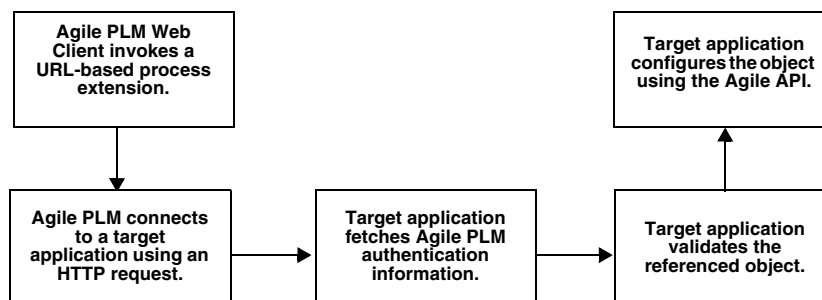 Agile PLM Web
Client invokes a
URL-based process
extension.
Agile PLM connects
to a target
application using an
HTTP request.
Target application
fetches Agile PLM
authentication
information.
Target application
validates the
referenced object.
Target application
configures the object
using the Agile API.